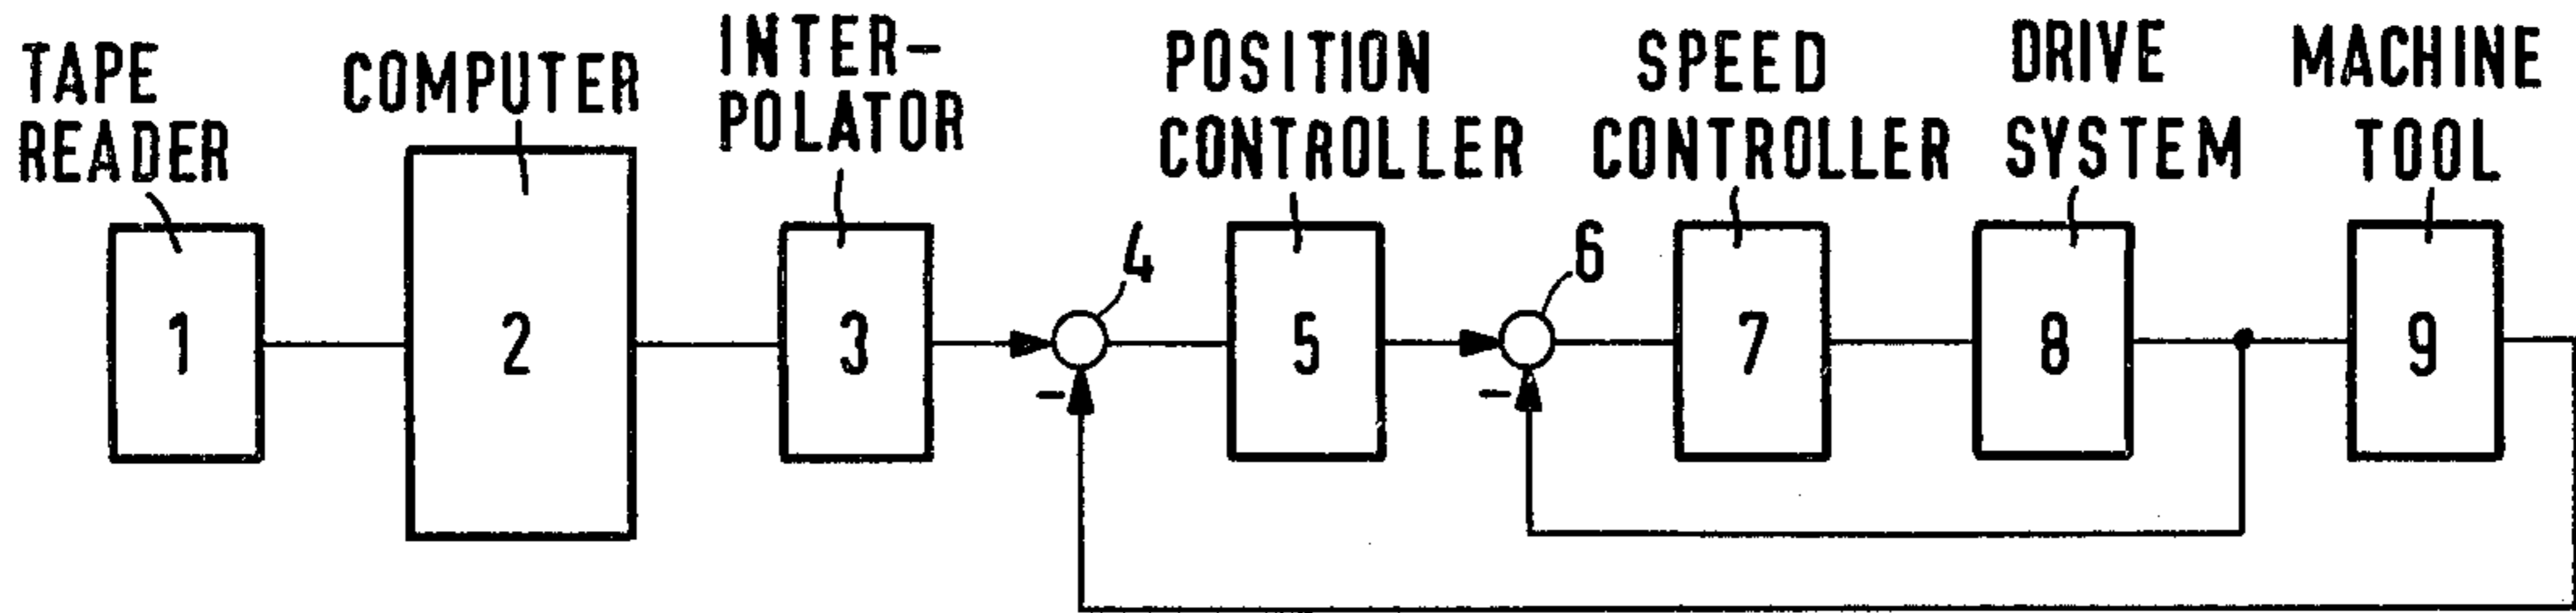 TAPE
READER
COMPUTER
INTER-
POLATOR
POSITION
CONTROLLER
SPEED
CONTROLLER
DRIVE
SYSTEM
MACHINE
TOOL
1
2
3
4
-
5
6
-
7
8
9